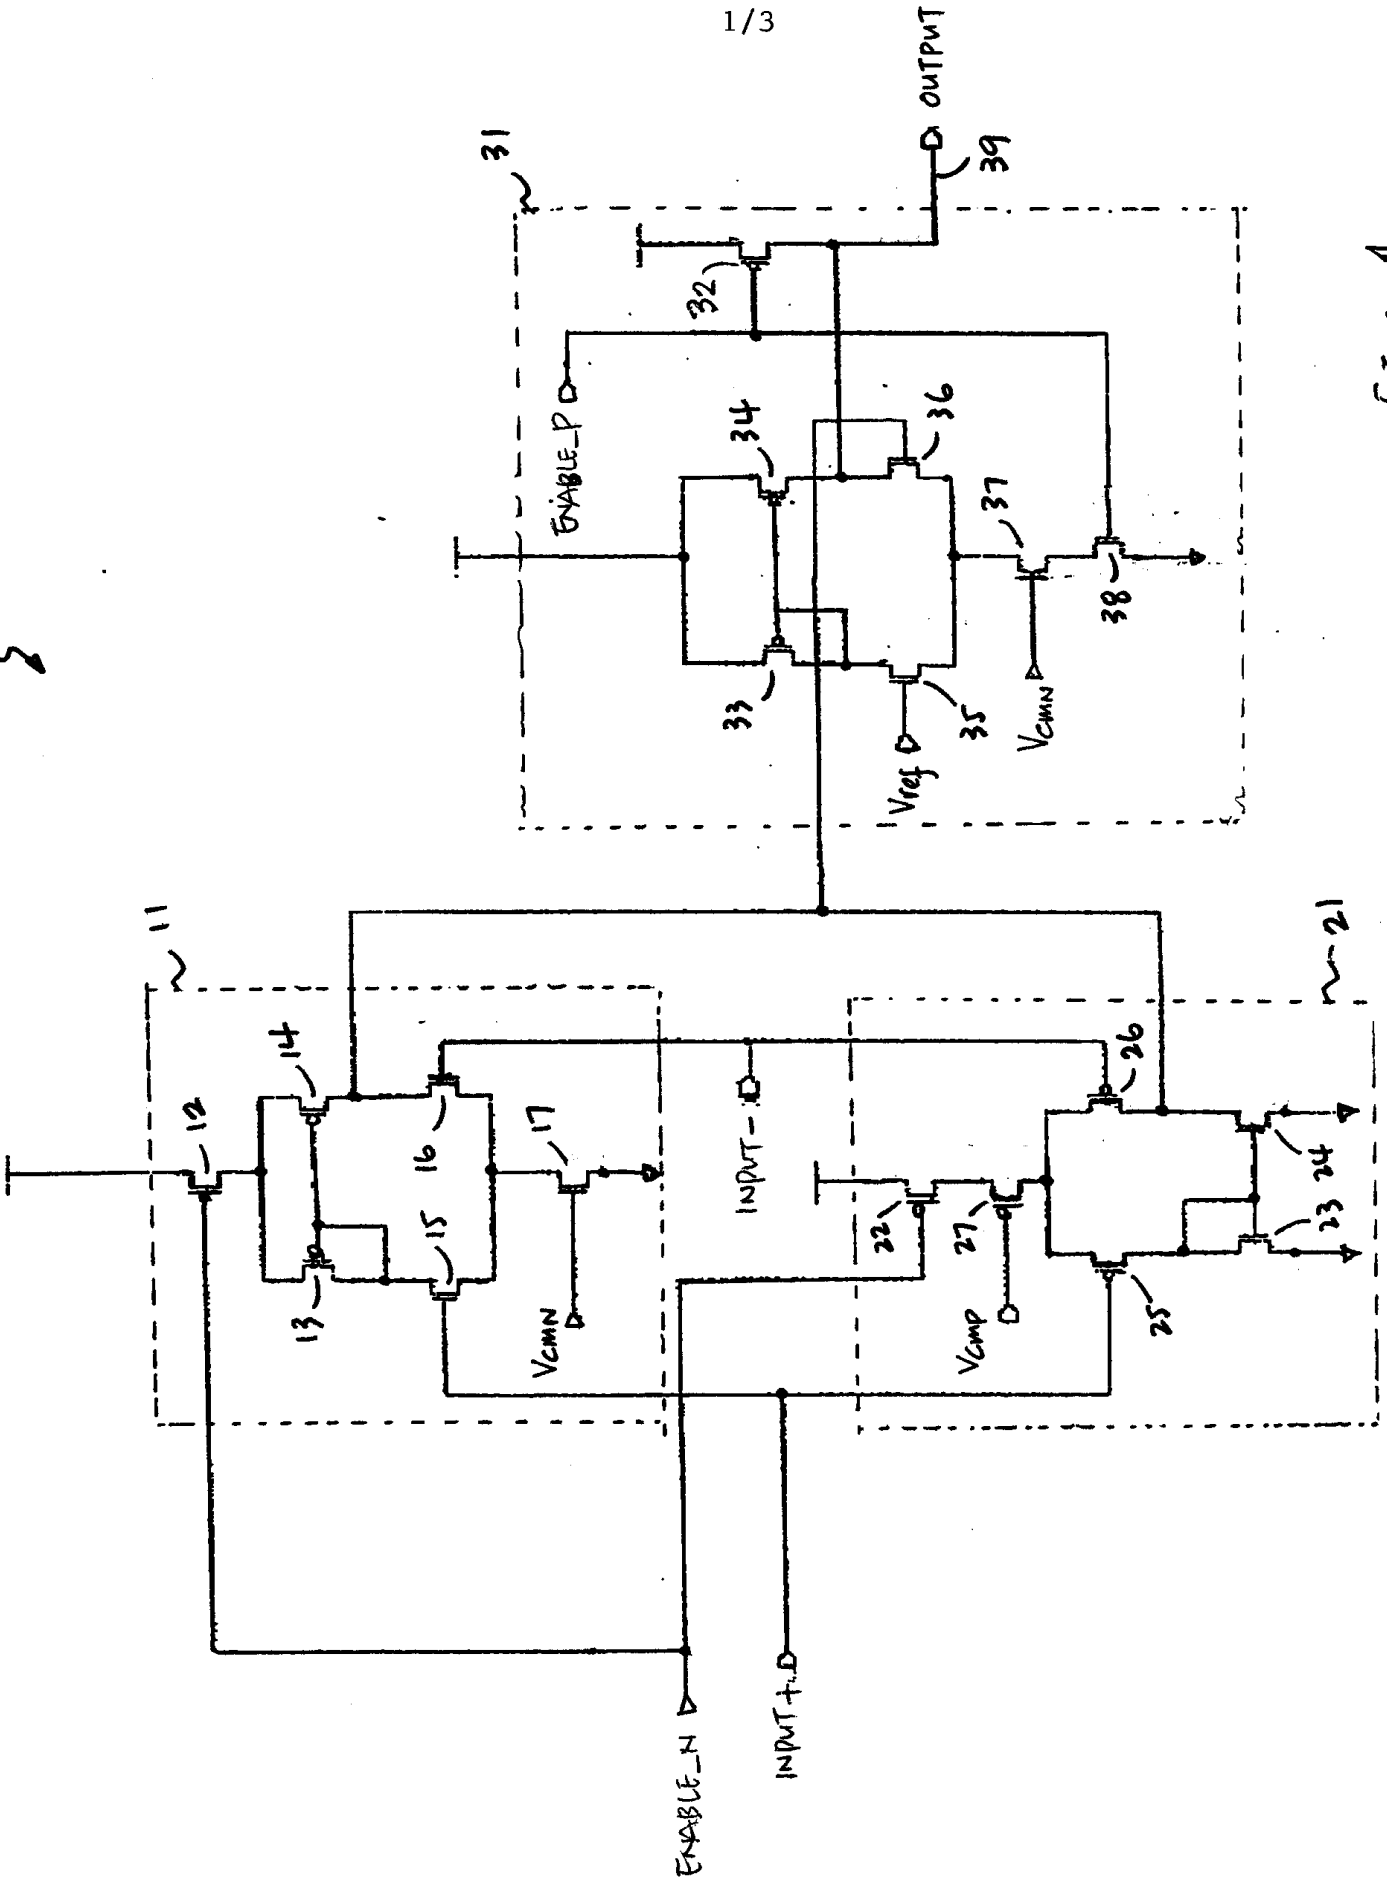 1/3
OUTPUT
39
31
32
ENABLE_P
34
36
37
38
33
35
Vref
VCMN
11
12
14
16
17
13
15
VCMN
INPUT-
21
22
27
26
24
23
25
VCMP
ENABLE_N
INPUT+